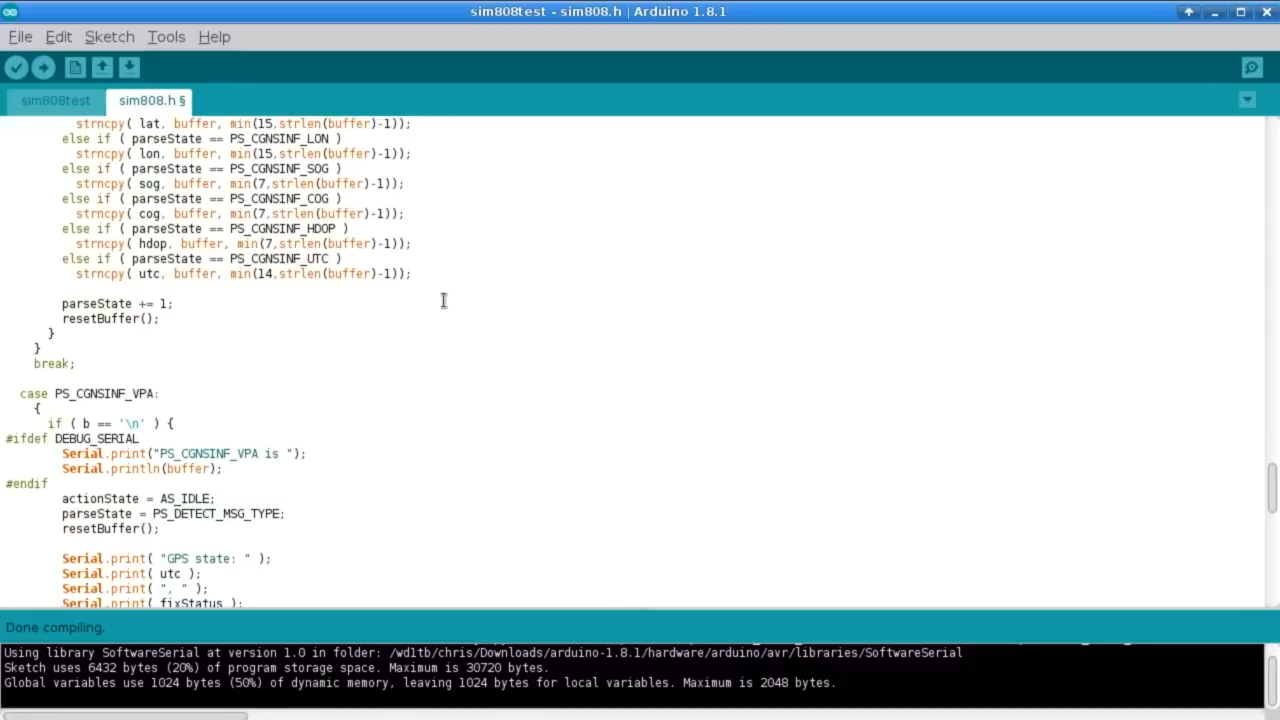 sim808test - sim808.h | Arduino 1.8.1
File Edit Sketch Tools Help
sim808test sim808.h §
strncpy( lat, buffer, min(15,strlen(buffer)-1));
else if ( parseState == PS_CGNSINF_LON )
strncpy( lon, buffer, min(15,strlen(buffer)-1));
else if ( parseState == PS_CGNSINF_SOG )
strncpy( sog, buffer, min(7,strlen(buffer)-1));
else if ( parseState == PS_CGNSINF_COG )
strncpy( cog, buffer, min(7,strlen(buffer)-1));
else if ( parseState == PS_CGNSINF_HDOP )
strncpy( hdop, buffer, min(7,strlen(buffer)-1));
else if ( parseState == PS_CGNSINF_UTC )
strncpy( utc, buffer, min(14,strlen(buffer)-1));
parseState += 1;
resetBuffer();
}
}
break;
case PS_CGNSINF_VPA:
{
if ( b == '\n' ) {
#ifdef DEBUG_SERIAL
Serial.print("PS_CGNSINF_VPA is ");
Serial.println(buffer);
#endif
actionState = AS_IDLE;
parseState = PS_DETECT_MSG_TYPE;
resetBuffer();
Serial.print( "GPS state: " );
Serial.print( utc );
Serial.print( ", " );
Serial.print( fixStatus );
Done compiling.
Using library SoftwareSerial at version 1.0 in folder: /wd1tb/chris/Downloads/arduino-1.8.1/hardware/arduino/avr/libraries/SoftwareSerial
Sketch uses 6432 bytes (20%) of program storage space. Maximum is 30720 bytes.
Global variables use 1024 bytes (50%) of dynamic memory, leaving 1024 bytes for local variables. Maximum is 2048 bytes.